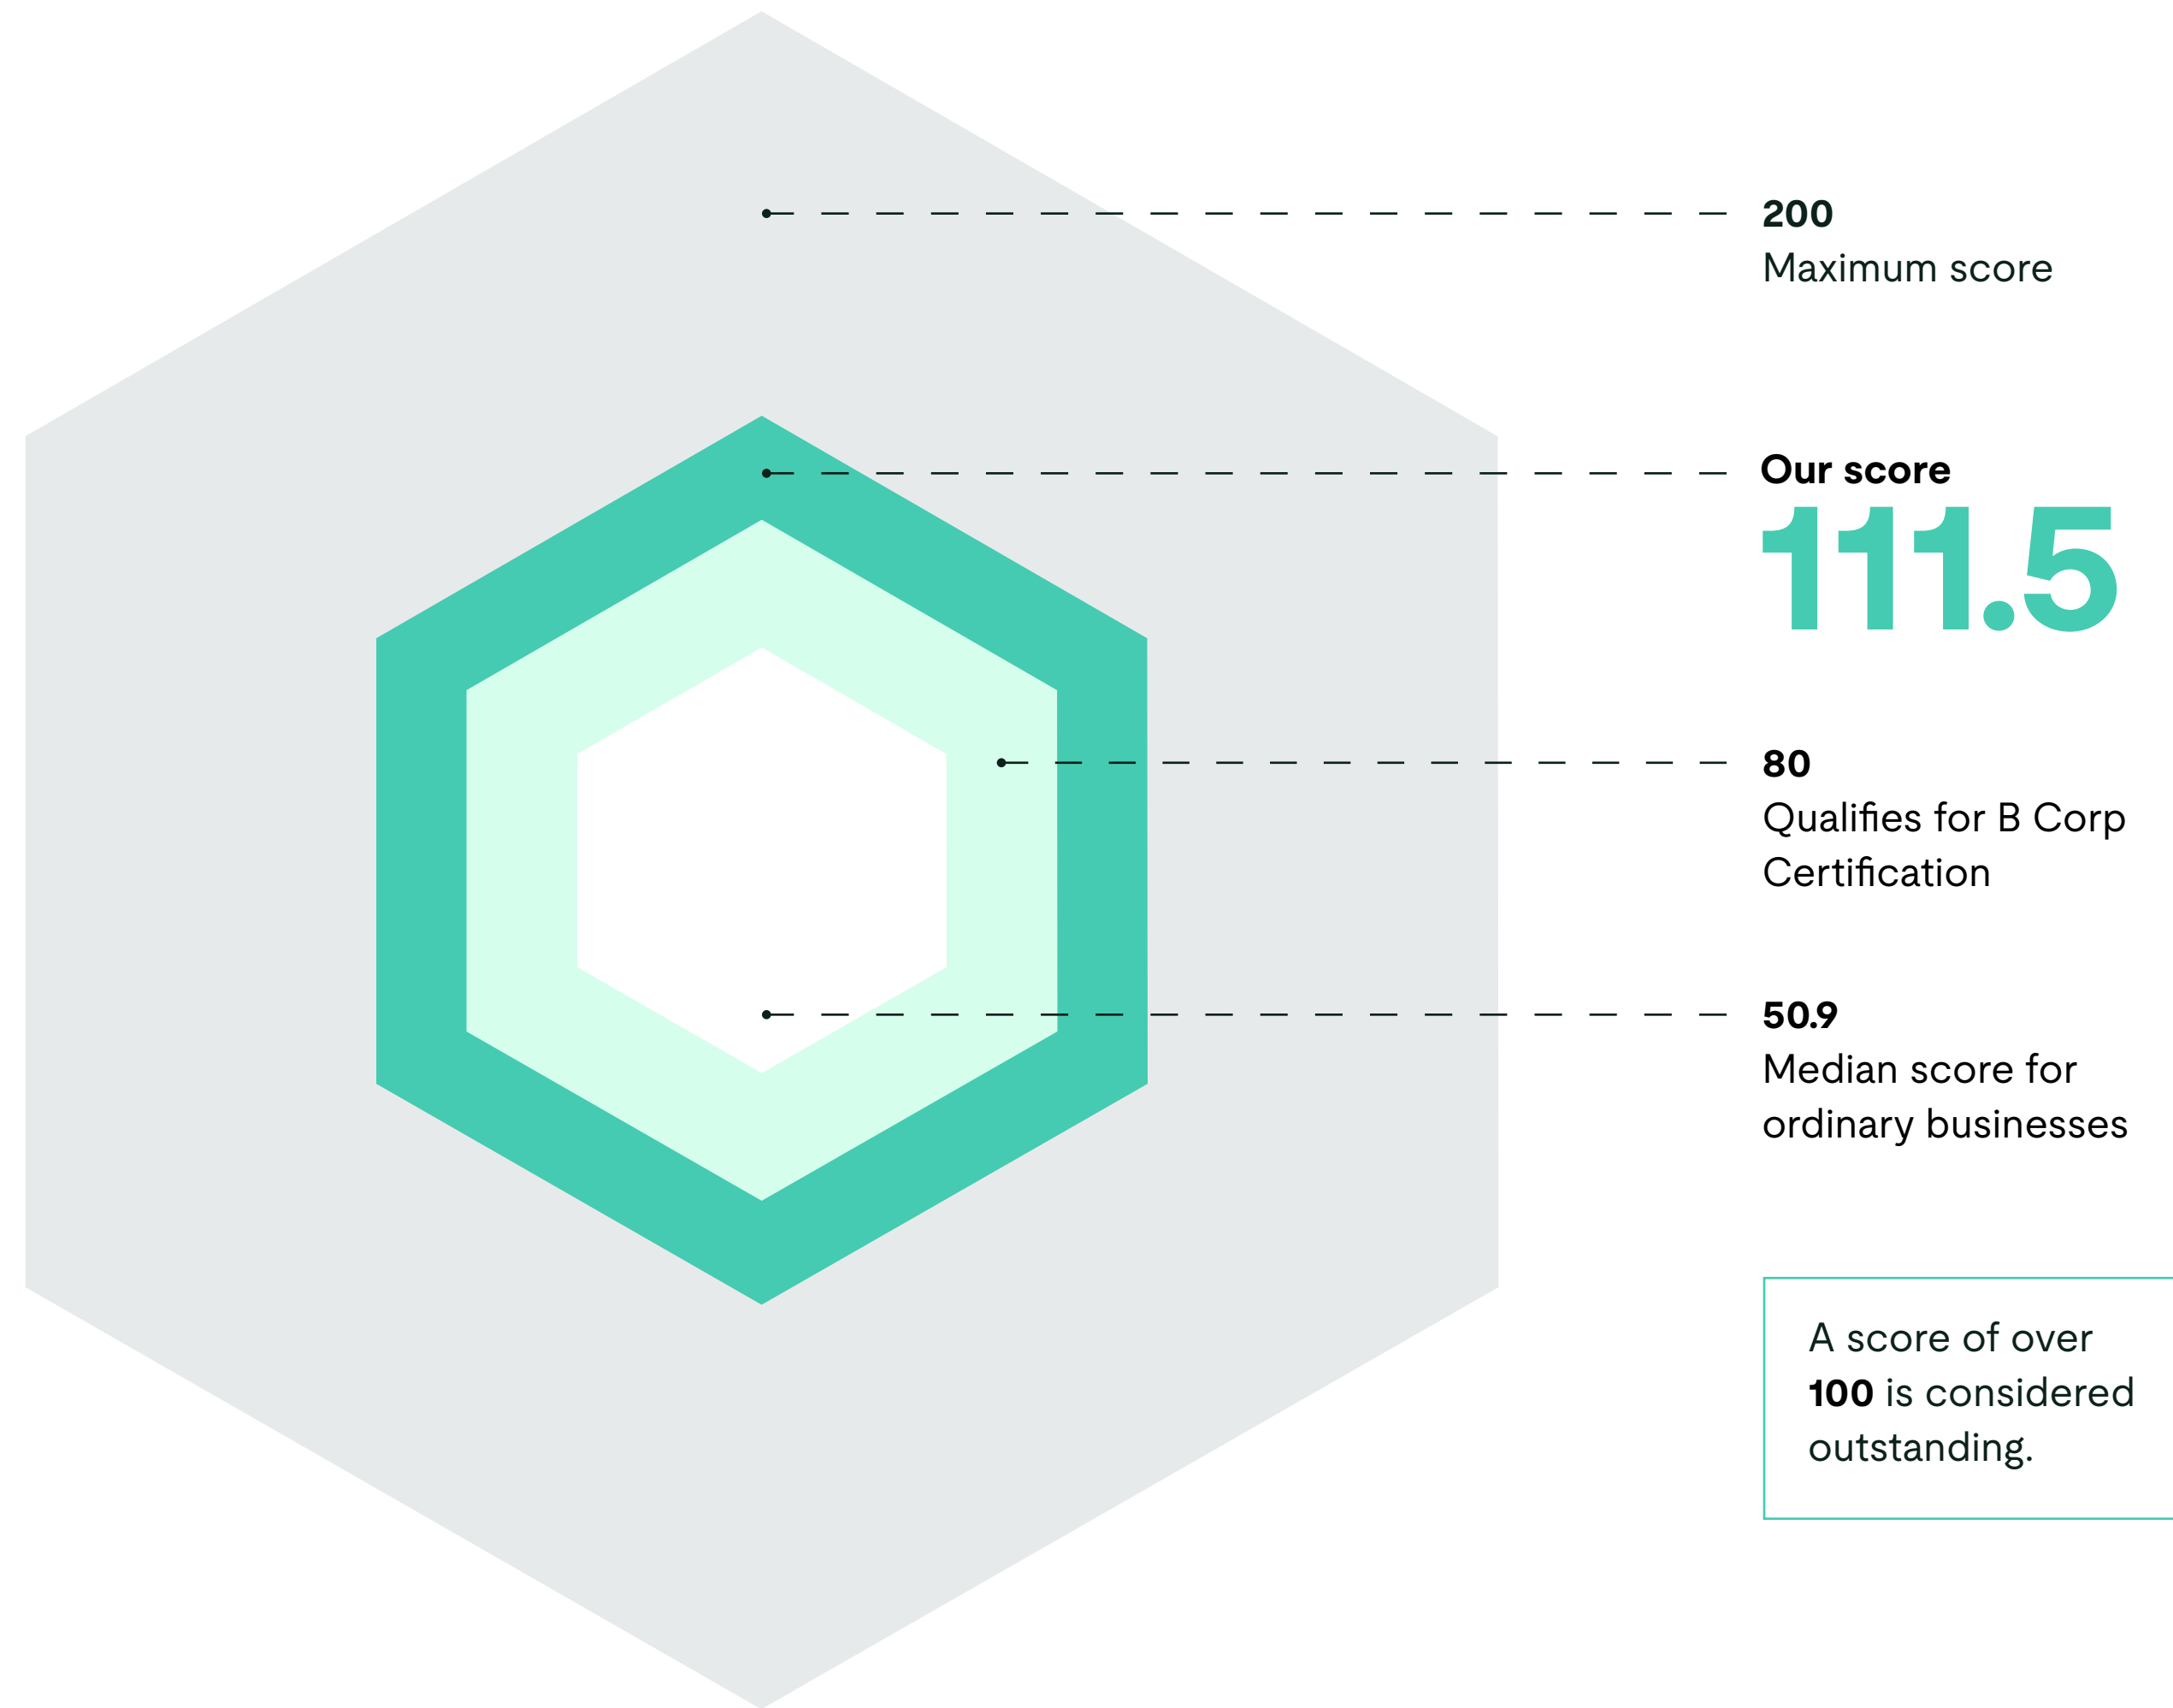 200
Maximum score
Our score
111.5
80
Qualifies for B Corp
Certification
50.9
Median score for
ordinary businesses
A score of over
100 is considered
outstanding.